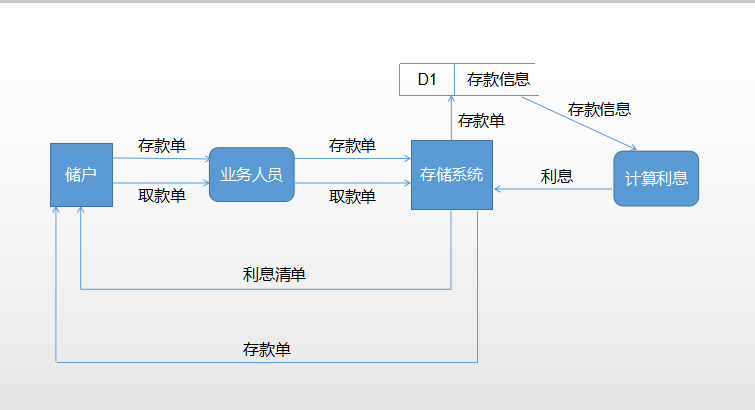 D1
存款信息
存款信息
存款单
存款单
存款单
储户
业务人员
存储系统
计算利息
利息
取款单
取款单
利息清单
存款单